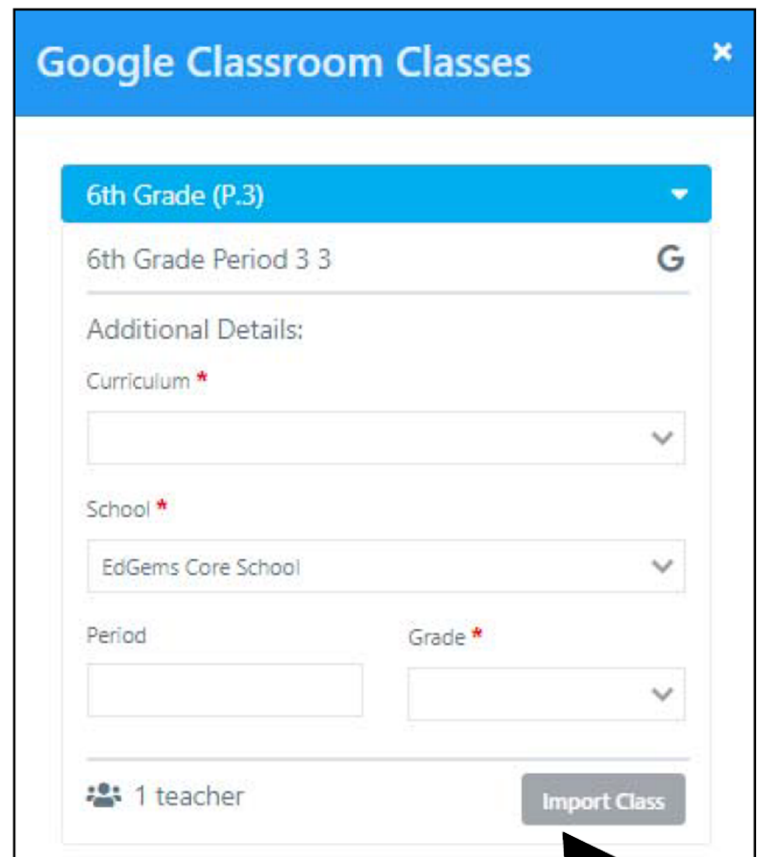 Google Classroom Classes ×
6th Grade (P.3)
6th Grade Period 3 3 G
Additional Details:
Curriculum *
School *
EdGems Core School
Period Grade *
1 teacher Import Class